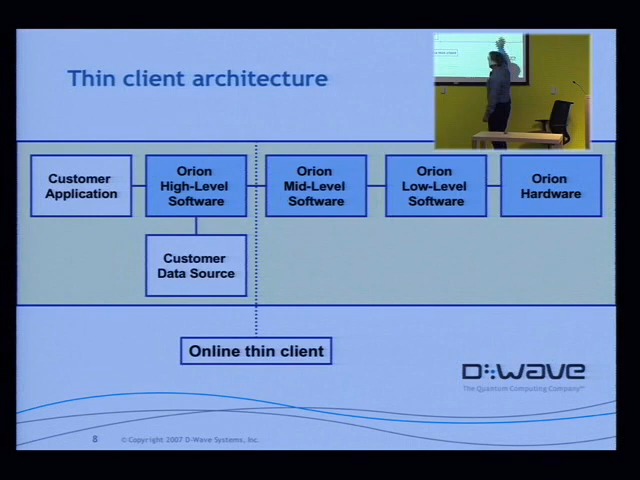 Thin client architecture
Customer
Application
Orion
High-Level
Software
Orion
Mid-Level
Software
Orion
Low-Level
Software
Orion
Hardware
Customer
Data Source
Online thin client
D:wave
The Quantum Computing Company™
8 ©Copyright 2007 D-Wave Systems, Inc.